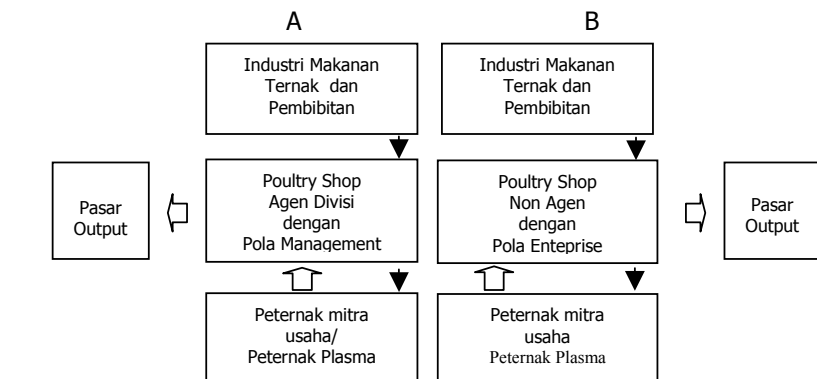 A
B
Industri Makanan
Ternak dan
Pembibitan
Industri Makanan
Ternak dan
Pembibitan
Pasar
Output
Poultry Shop
Agen Divisi
dengan
Pola Management
Poultry Shop
Non Agen
dengan
Pola Enteprise
Pasar
Output
Peternak mitra
usaha/
Peternak Plasma
Peternak mitra
usaha
Peternak Plasma